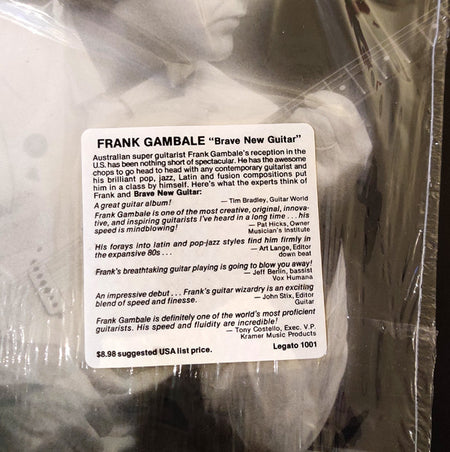 FRANK GAMBALE "Brave New Guitar"
Australian super guitarist Frank Gambale's reception in the
U.S. has been nothing short of spectacular. He has the awesome
chops to go head to head with any contemporary guitarist and
his brilliant pop, jazz, Latin and fusion compositions put
him in a class by himself. Here's what the experts think of
Frank and Brave New Guitar:
A great guitar album!
— Tim Bradley, Guitar World
Frank Gambale is one of the most creative, original, innova-
tive, and inspiring guitarists I've heard in a long time . . . his
speed is mindblowing!
— Pat Hicks, Owner
Musician's Institute
His forays into latin and pop-jazz styles find him firmly in
the expansive 80s . . .
— Art Lange, Editor
down beat
Frank's breathtaking guitar playing is going to blow you away!
— Jeff Berlin, bassist
Vox Humana
An impressive debut . . . Frank's guitar wizardry is an exciting
blend of speed and finesse.
— John Stix, Editor
Guitar
Frank Gambale is definitely one of the world's most proficient
guitarists. His speed and fluidity are incredible!
— Tony Costello, Exec. V.P.
Kramer Music Products
$8.98 suggested USA list price.
Legato 1001